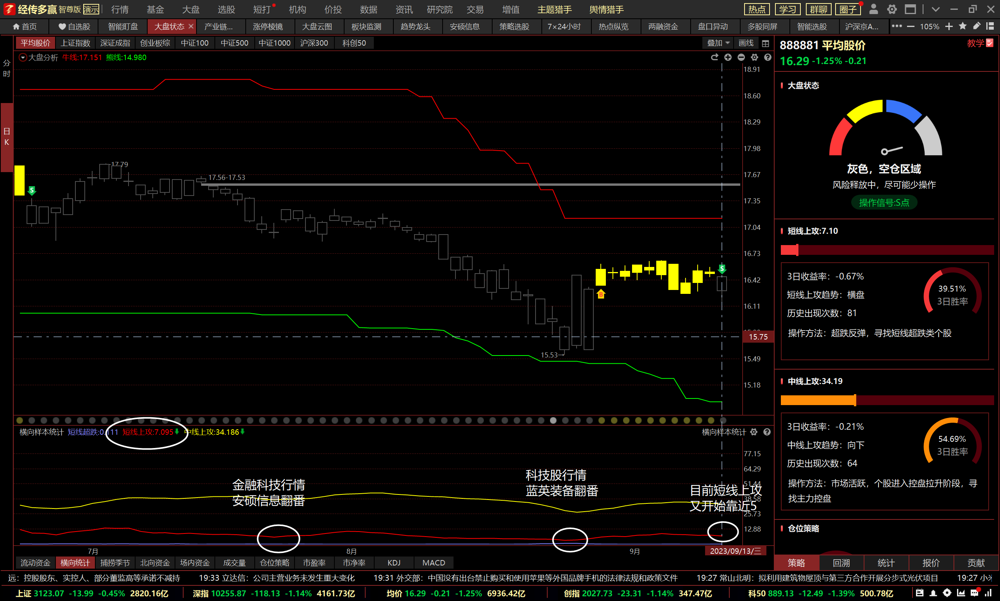 经传多赢 智尊版 演示 行情 基金 大盘 选股 短打 机构 价投 数据 资讯 研究院 交易 增值 主题猎手 舆情猎手 热点 学习 群聊 圈子
首页 自选股 智能盯盘 大盘状态 产业链... 涨停棱镜 大盘云图 板块监测 趋势龙头 安硕信息 策略选股 7×24小时 热点纵览 两融资金 盘口异动 多股同屏 智能选股 沪深京A... 105%
平均股价 上证指数 深证成指 创业板综 中证100 中证500 中证1000 沪深300 科创50 叠加 画线
大盘分析 牛线:17.151 熊线:14.980
分时
日K
18.91
18.60
18.29
17.98
17.79
17.67
17.56-17.53
17.35
17.04
16.73
16.42
16.11
15.75
15.53
15.49
15.18
S
B
S
横向样本统计 短线超跌:0.111 短线上攻:7.095 中线上攻:34.186 横向样本统计
77.15
64.29
51.44
38.58
25.73
12.88
金融科技行情
安硕信息翻番
科技股行情
蓝英装备翻番
目前短线上攻
又开始靠近5
7月 8月 9月 2023/09/13/三
流动资金 横向统计 捕捞季节 北向资金 场内资金 成交量 仓位策略 市盈率 市净率 KDJ MACD
888881 平均股价 教学
16.29 -1.25% -0.21
大盘状态
灰色，空仓区域
风险释放中，尽可能少操作
操作信号:S点
短线上攻:7.10
3日收益率：-0.67%
短线上攻趋势：横盘
历史出现次数：81
39.51%
3日胜率
操作方法：超跌反弹，寻找短线超跌类个股
中线上攻:34.19
3日收益率：-0.21%
中线上攻趋势：向下
历史出现次数：64
54.69%
3日胜率
操作方法：市场活跃，个股进入控盘拉升阶段，寻
找主力控盘
仓位策略
策略 回溯 统计 报价 贡献
远：控股股东、实控人、部分董监高等承诺不减持 19:33 立达信：公司主营业务未发生重大变化 19:31 外交部：中国没有出台禁止购买和使用苹果等外国品牌手机的法律法规和政策文件 19:27 常山北明：拟利用建筑物屋顶与第三方合作开展分步式光伏项目 19:27 小
上证 3123.07 -13.99 -0.45% 2820.16亿 深指 10255.87 -118.13 -1.14% 4161.73亿 均价 16.29 -0.21 -1.25% 6936.42亿 创指 2027.73 -23.31 -1.14% 347.47亿 科50 889.13 -12.49 -1.39% 500.78亿